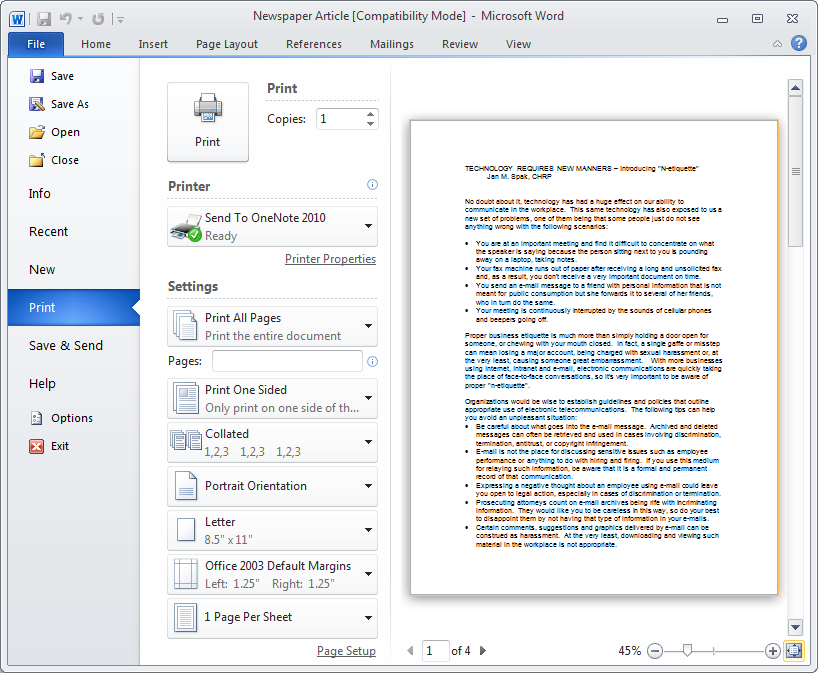 Newspaper Article [Compatibility Mode] - Microsoft Word
File Home Insert Page Layout References Mailings Review View
Save
Save As
Open
Close
Info
Recent
New
Print
Save & Send
Help
Options
Exit
Print
Print
Copies: 1
Printer
Send To OneNote 2010
Ready
Printer Properties
Settings
Print All Pages
Print the entire document
Pages:
Print One Sided
Only print on one side of th...
Collated
1,2,3 1,2,3 1,2,3
Portrait Orientation
Letter
8.5" x 11"
Office 2003 Default Margins
Left: 1.25" Right: 1.25"
1 Page Per Sheet
Page Setup
TECHNOLOGY REQUIRES NEW MANNERS – Introducing "N-etiquette"
Jan M. Spak, CHRP
No doubt about it, technology has had a huge effect on our ability to
communicate in the workplace. This same technology has also exposed to us a
new set of problems, one of them being that some people just do not see
anything wrong with the following scenarios:
• You are at an important meeting and find it difficult to concentrate on what
the speaker is saying because the person sitting next to you is pounding
away on a laptop, taking notes.
• Your fax machine runs out of paper after receiving a long and unsolicited fax
and, as a result, you don't receive a very important document on time.
• You send an e-mail message to a friend with personal information that is not
meant for public consumption but she forwards it to several of her friends,
who in turn do the same.
• Your meeting is continuously interrupted by the sounds of cellular phones
and beepers going off.
Proper business etiquette is much more than simply holding a door open for
someone, or chewing with your mouth closed. In fact, a single gaffe or misstep
can mean losing a major account, being charged with sexual harassment or, at
the very least, causing someone great embarrassment. With more businesses
using Internet, Intranet and e-mail, electronic communications are quickly taking
the place of face-to-face conversations, so it's very important to be aware of
proper "n-etiquette".
Organizations would be wise to establish guidelines and policies that outline
appropriate use of electronic telecommunications. The following tips can help
you avoid an unpleasant situation:
• Be careful about what goes into the e-mail message. Archived and deleted
messages can often be retrieved and used in cases involving discrimination,
termination, antitrust, or copyright infringement.
• E-mail is not the place for discussing sensitive issues such as employee
performance or anything to do with hiring and firing. If you use this medium
for relaying such information, be aware that it is a formal and permanent
record of that communication.
• Expressing a negative thought about an employee using e-mail could leave
you open to legal action, especially in cases of discrimination or termination.
• Prosecuting attorneys count on e-mail archives being rife with incriminating
information. They would like you to be careless in this way, so do your best
to disappoint them by not having that type of information in your e-mails.
• Certain comments, suggestions and graphics delivered by e-mail can be
construed as harassment. At the very least, downloading and viewing such
material in the workplace is not appropriate.
1 of 4
45%